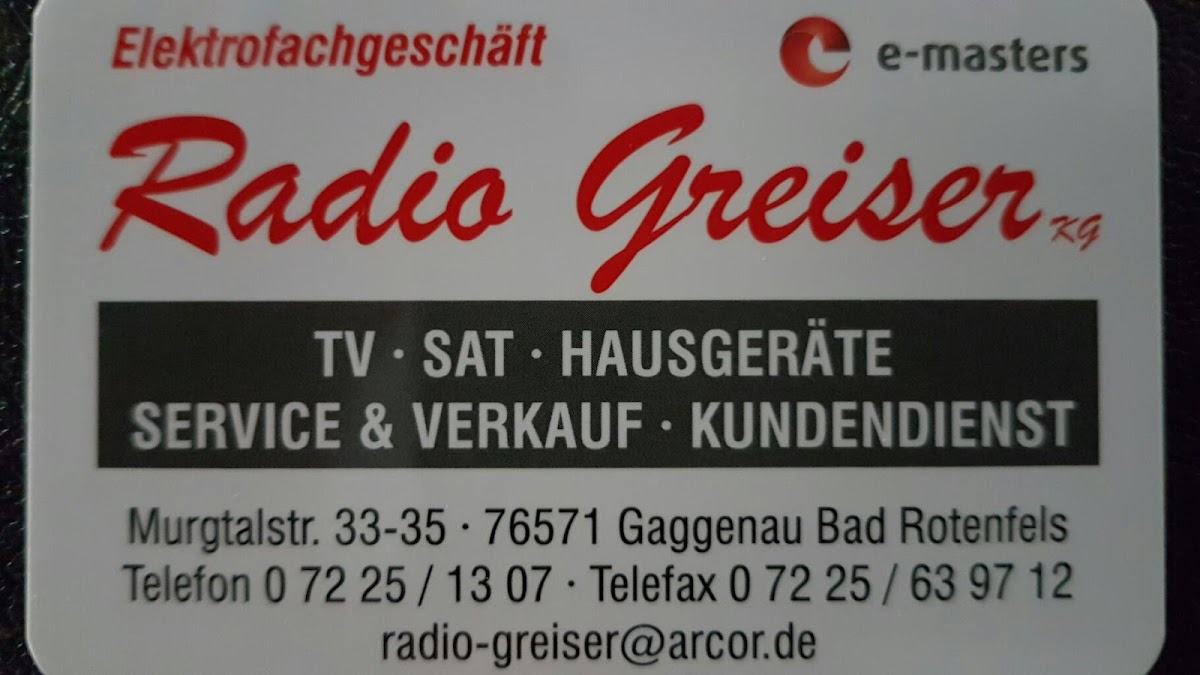 Elektrofachgeschäft
e-masters
Radio Greiser KG
TV · SAT · HAUSGERÄTE
SERVICE & VERKAUF · KUNDENDIENST
Murgtalstr. 33-35 · 76571 Gaggenau Bad Rotenfels
Telefon 0 72 25 / 13 07 · Telefax 0 72 25 / 63 97 12
radio-greiser@arcor.de